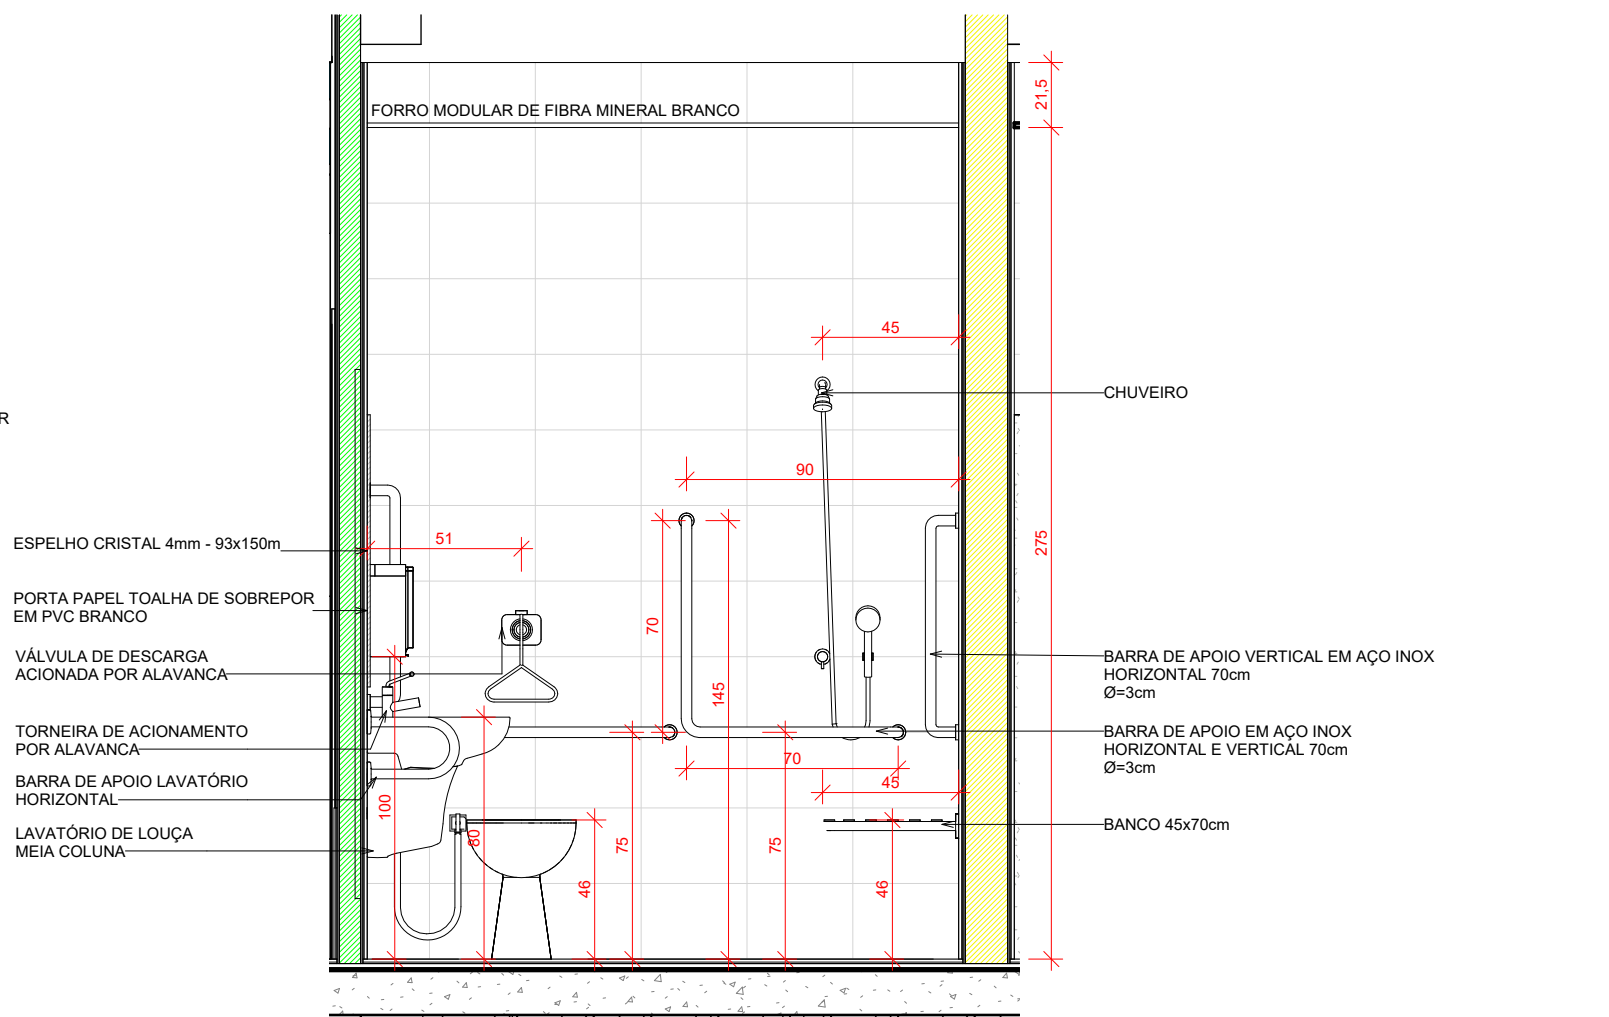 21,5
FORRO MODULAR DE FIBRA MINERAL BRANCO
45
CHUVEIRO
R
90
51
275
ESPELHO CRISTAL 4mm - 93x150m
PORTA PAPEL TOALHA DE SOBREPOR
EM PVC BRANCO
70
VÁLVULA DE DESCARGA
ACIONADA POR ALAVANCA
BARRA DE APOIO VERTICAL EM AÇO INOX
HORIZONTAL 70cm
Ø=3cm
145
TORNEIRA DE ACIONAMENTO
POR ALAVANCA
BARRA DE APOIO EM AÇO INOX
HORIZONTAL E VERTICAL 70cm
Ø=3cm
70
45
BARRA DE APOIO LAVATÓRIO
HORIZONTAL
100
LAVATÓRIO DE LOUÇA
MEIA COLUNA
80
75
75
BANCO 45x70cm
46
46